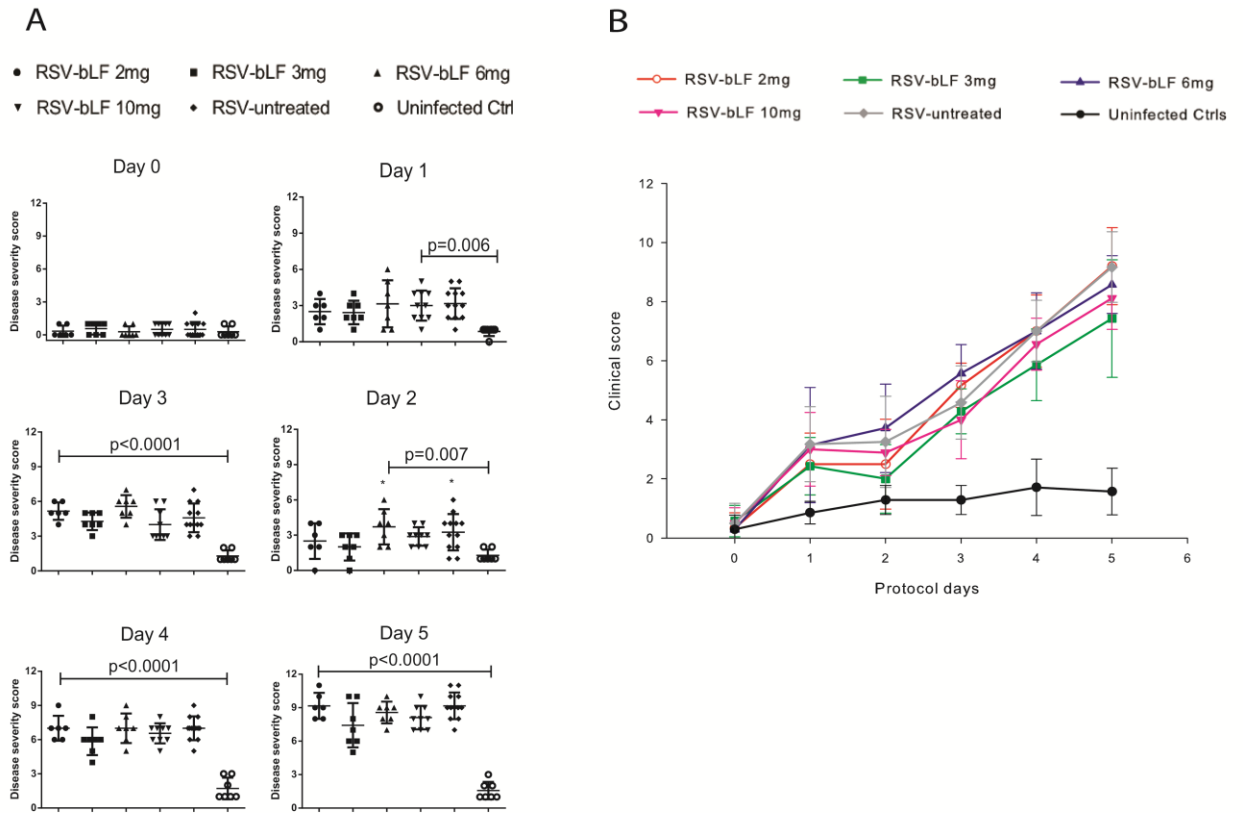 A
RSV-bLF 2mg RSV-bLF 3mg RSV-bLF 6mg
RSV-bLF 10mg RSV-untreated Uninfected Ctrl
Day 0
Disease severity score
12
9
6
3
0
Day 1
Disease severity score
12
9
6
3
0
p=0.006
Day 3
Disease severity score
12
9
6
3
0
p<0.0001
Day 2
Disease severity score
12
9
6
3
0
p=0.007
* *
Day 4
Disease severity score
12
9
6
3
0
p<0.0001
Day 5
Disease severity score
12
9
6
3
0
p<0.0001
B
RSV-bLF 2mg RSV-bLF 3mg RSV-bLF 6mg
RSV-bLF 10mg RSV-untreated Uninfected Ctrls
Clinical score
12
10
8
6
4
2
0
0 1 2 3 4 5 6
Protocol days